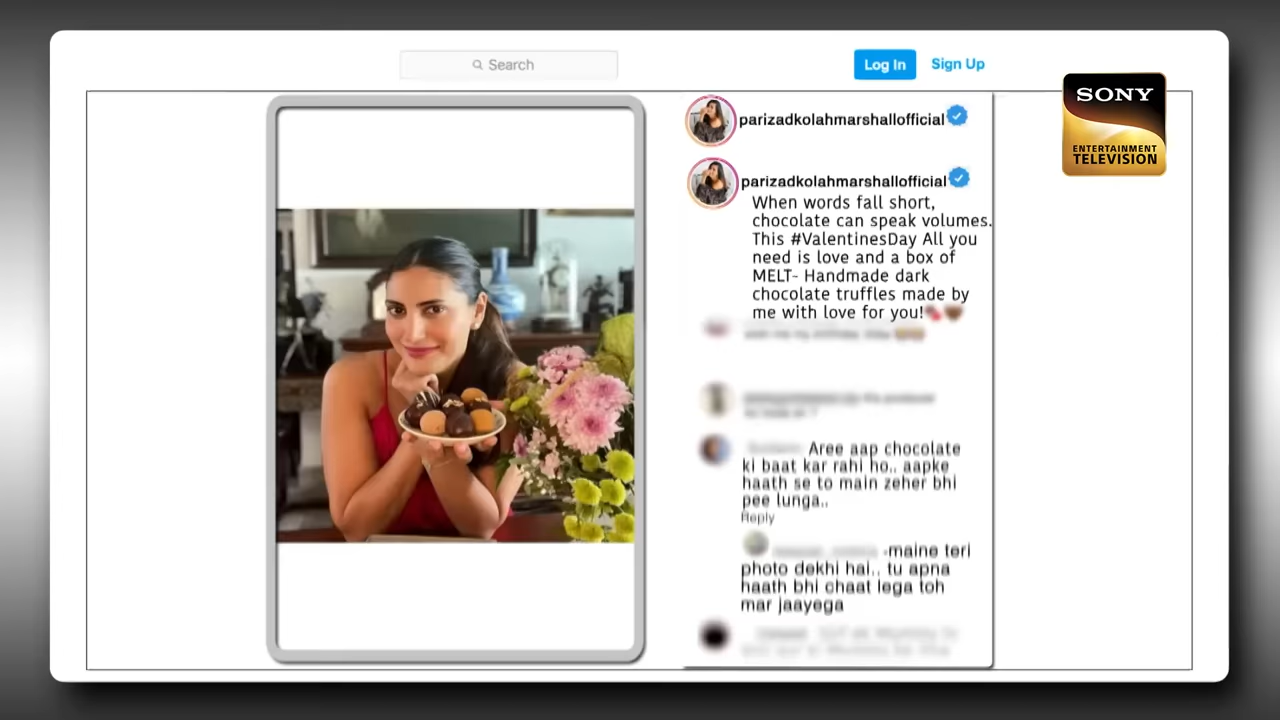 Search
Log In
Sign Up
SONY
ENTERTAINMENT
TELEVISION
parizadkolahmarshallofficial
parizadkolahmarshallofficial
When words fall short,
chocolate can speak volumes.
This #ValentinesDay All you
need is love and a box of
MELT- Handmade dark
chocolate truffles made by
me with love for you!🍫🤎
Aree aap chocolate
ki baat kar rahi ho.. aapke
haath se to main zeher bhi
pee lunga..
Reply
-maine teri
photo dekhi hai.. tu apna
haath bhi chaat lega toh
mar jaayega